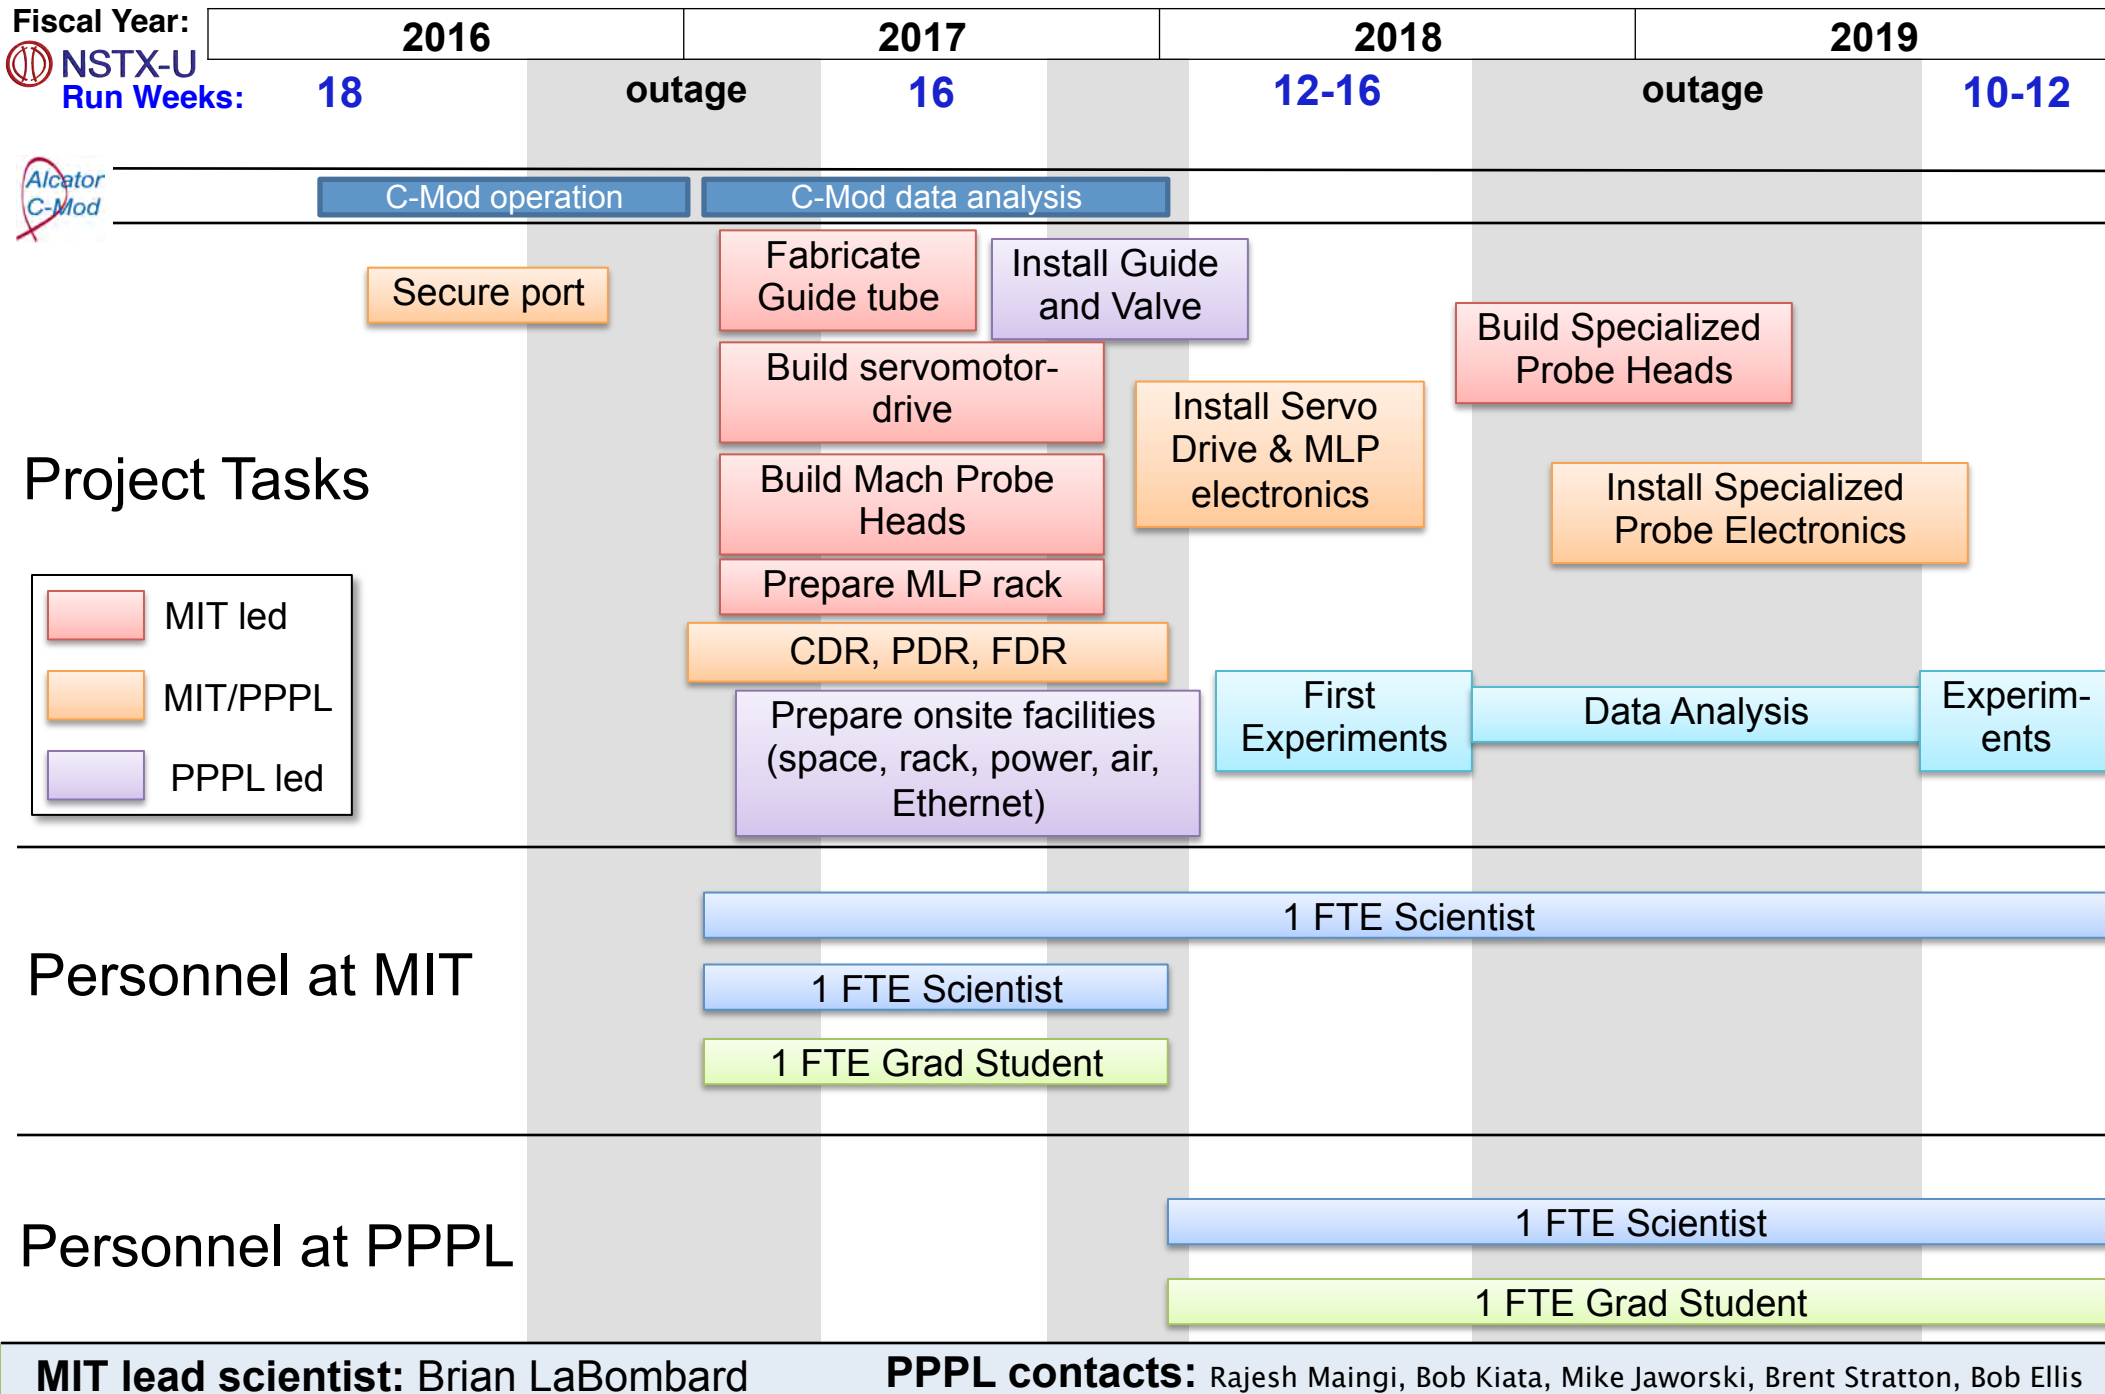 Fiscal Year:
2016 2017 2018 2019
NSTX-U
Run Weeks: 18 outage 16 12-16 outage 10-12
Alcator
C-Mod
C-Mod operation C-Mod data analysis
Secure port
Fabricate
Guide tube
Install Guide
and Valve
Build servomotor-
drive
Build Specialized
Probe Heads
Install Servo
Drive & MLP
electronics
Project Tasks
Build Mach Probe
Heads
Install Specialized
Probe Electronics
Prepare MLP rack
MIT led
MIT/PPPL
PPPL led
CDR, PDR, FDR
Prepare onsite facilities
(space, rack, power, air,
Ethernet)
First
Experiments
Data Analysis
Experim-
ents
Personnel at MIT
1 FTE Scientist
1 FTE Scientist
1 FTE Grad Student
Personnel at PPPL
1 FTE Scientist
1 FTE Grad Student
MIT lead scientist: Brian LaBombard
PPPL contacts: Rajesh Maingi, Bob Kiata, Mike Jaworski, Brent Stratton, Bob Ellis